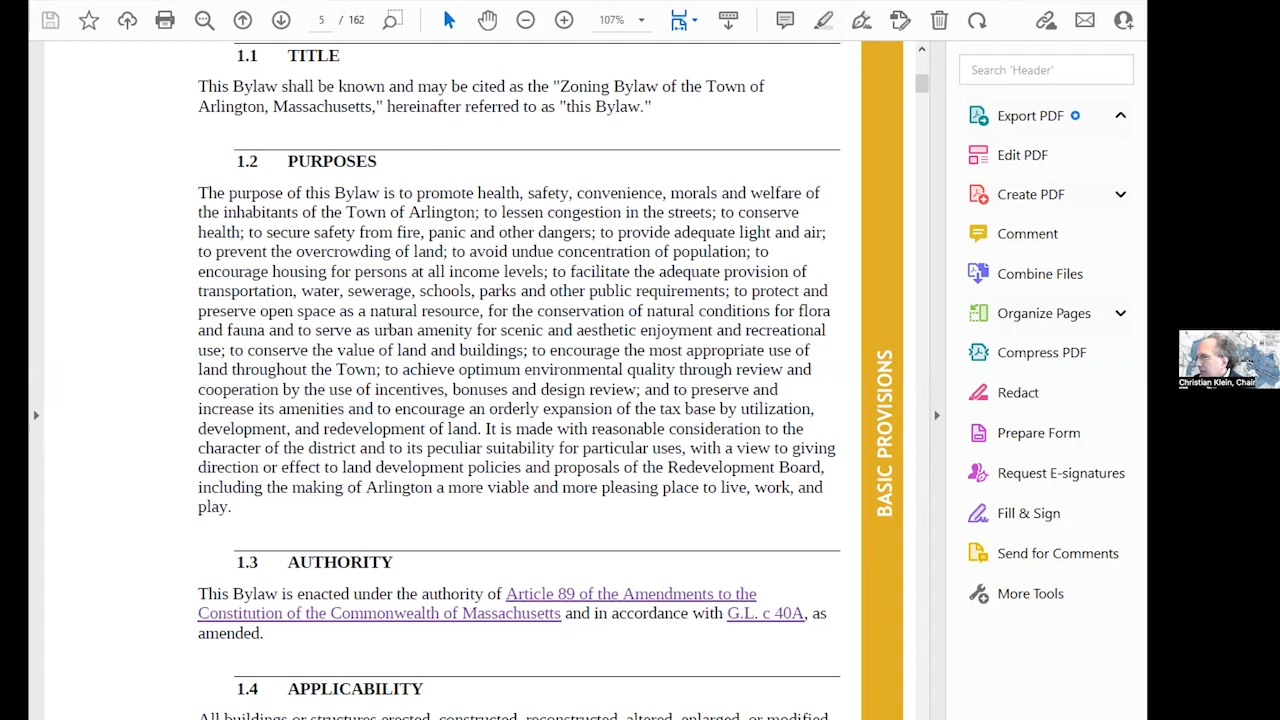 5 / 162
107%
1.1 TITLE
This Bylaw shall be known and may be cited as the "Zoning Bylaw of the Town of
Arlington, Massachusetts," hereinafter referred to as "this Bylaw."
1.2 PURPOSES
The purpose of this Bylaw is to promote health, safety, convenience, morals and welfare of
the inhabitants of the Town of Arlington; to lessen congestion in the streets; to conserve
health; to secure safety from fire, panic and other dangers; to provide adequate light and air;
to prevent the overcrowding of land; to avoid undue concentration of population; to
encourage housing for persons at all income levels; to facilitate the adequate provision of
transportation, water, sewerage, schools, parks and other public requirements; to protect and
preserve open space as a natural resource, for the conservation of natural conditions for flora
and fauna and to serve as urban amenity for scenic and aesthetic enjoyment and recreational
use; to conserve the value of land and buildings; to encourage the most appropriate use of
land throughout the Town; to achieve optimum environmental quality through review and
cooperation by the use of incentives, bonuses and design review; and to preserve and
increase its amenities and to encourage an orderly expansion of the tax base by utilization,
development, and redevelopment of land. It is made with reasonable consideration to the
character of the district and to its peculiar suitability for particular uses, with a view to giving
direction or effect to land development policies and proposals of the Redevelopment Board,
including the making of Arlington a more viable and more pleasing place to live, work, and
play.
1.3 AUTHORITY
This Bylaw is enacted under the authority of Article 89 of the Amendments to the
Constitution of the Commonwealth of Massachusetts and in accordance with G.L. c 40A, as
amended.
1.4 APPLICABILITY
All buildings or structures erected, constructed, reconstructed, altered, enlarged, or modified
BASIC PROVISIONS
Search 'Header'
Export PDF
Edit PDF
Create PDF
Comment
Combine Files
Organize Pages
Compress PDF
Redact
Prepare Form
Request E-signatures
Fill & Sign
Send for Comments
More Tools
Christian Klein, Chair